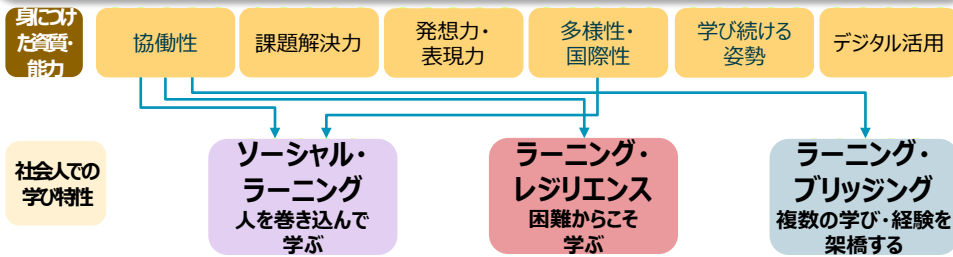 身につけ
た資質・
能力
協働性
課題解決力
発想力・
表現力
多様性・
国際性
学び続ける
姿勢
デジタル活用
社会人での
学び特性
ソーシャル・
ラーニング
人を巻き込んで
学ぶ
ラーニング・
レジリエンス
困難からこそ
学ぶ
ラーニング・
ブリッジング
複数の学び・経験を
架橋する